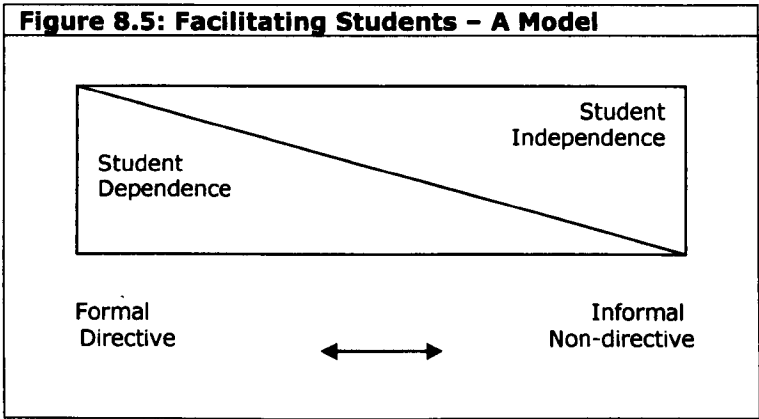 Figure 8.5: Facilitating Students – A Model
Student
Independence
Student
Dependence
Formal
Directive
Informal
Non-directive